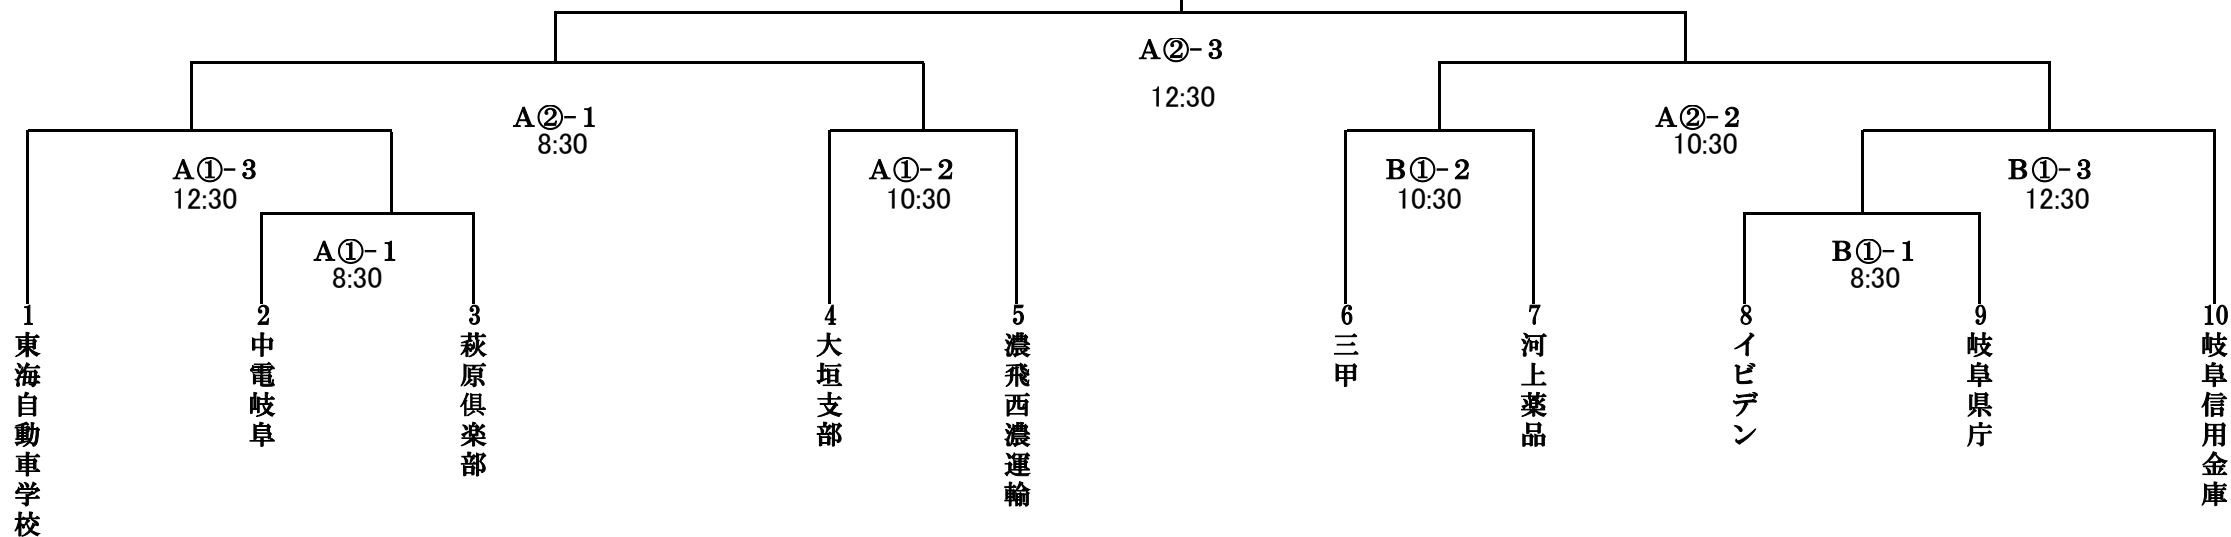 A②-3
12:30
A②-1
8:30
A②-2
10:30
A①-3
12:30
A①-2
10:30
B①-2
10:30
B①-3
12:30
A①-1
8:30
B①-1
8:30
1 東海自動車学校
2 中電岐阜
3 萩原倶楽部
4 大垣支部
5 濃飛西濃運輸
6 三甲
7 河上薬品
8 イビデン
9 岐阜県庁
10 岐阜信用金庫